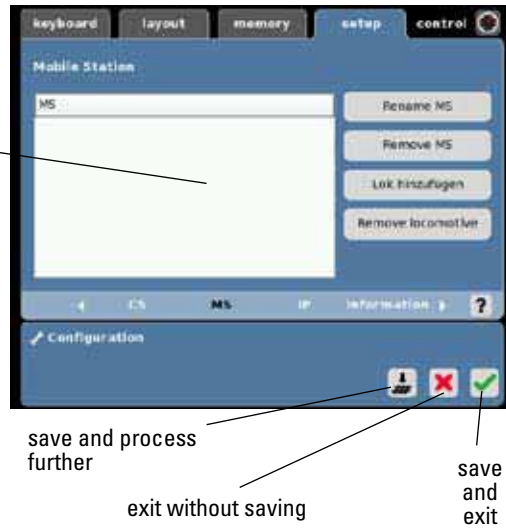 keyboard layout memory setup control
Mobile Station
MS
Rename MS
Remove MS
Lok hinzufügen
Remove locomotive
CS MS IP Information ?
Configuration
save and process
further
exit without saving
save
and
exit